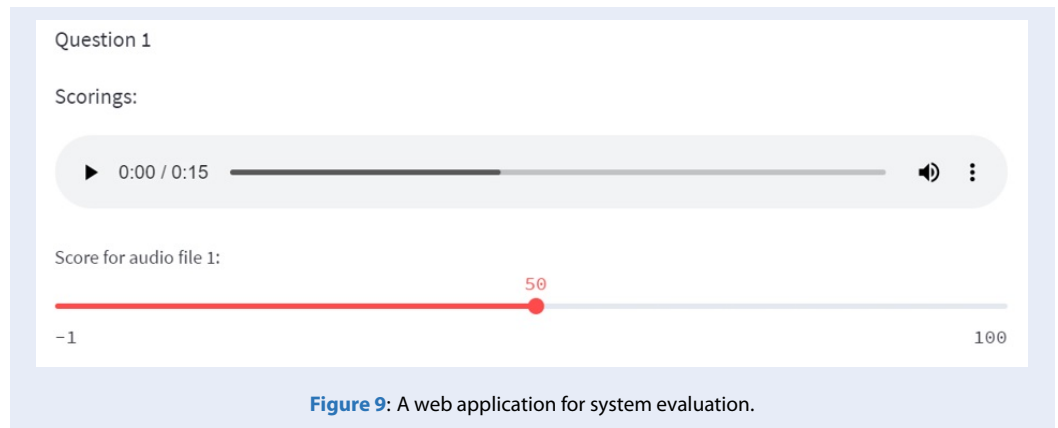 Question 1
Scorings:
0:00 / 0:15
Score for audio file 1:
50
-1
100
Figure 9: A web application for system evaluation.